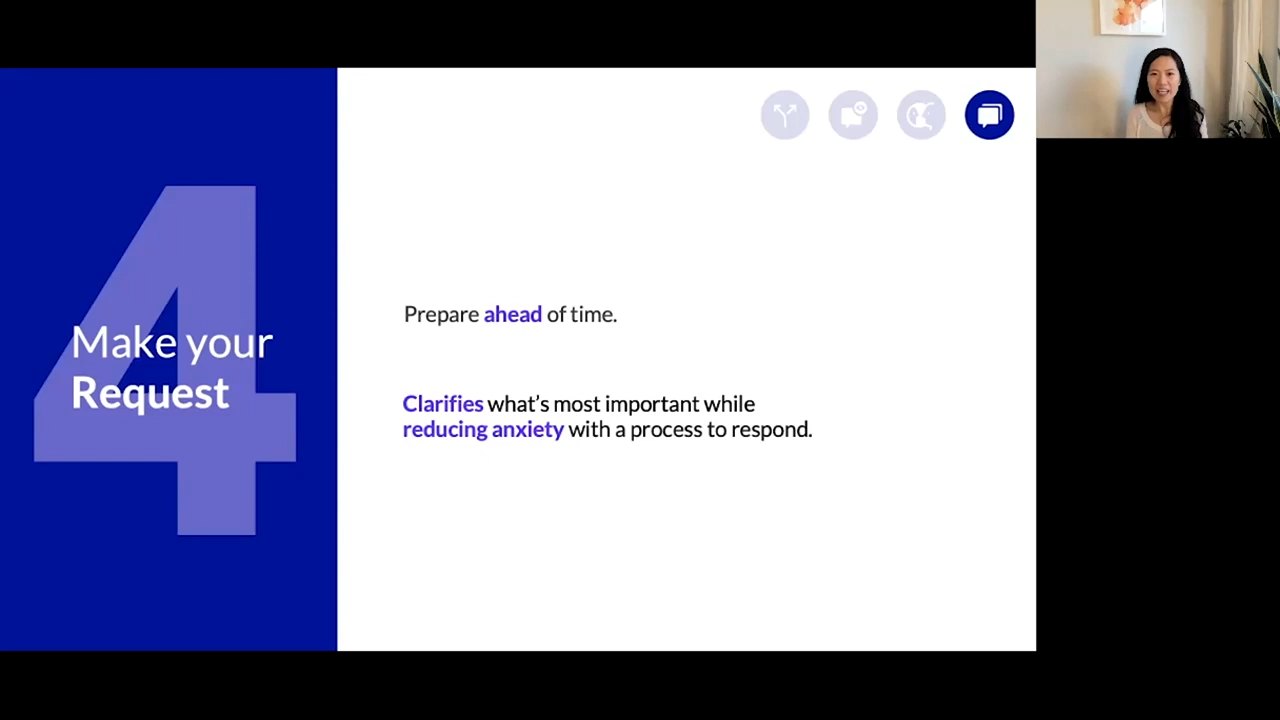 4
Make your
Request
Prepare ahead of time.
Clarifies what's most important while
reducing anxiety with a process to respond.